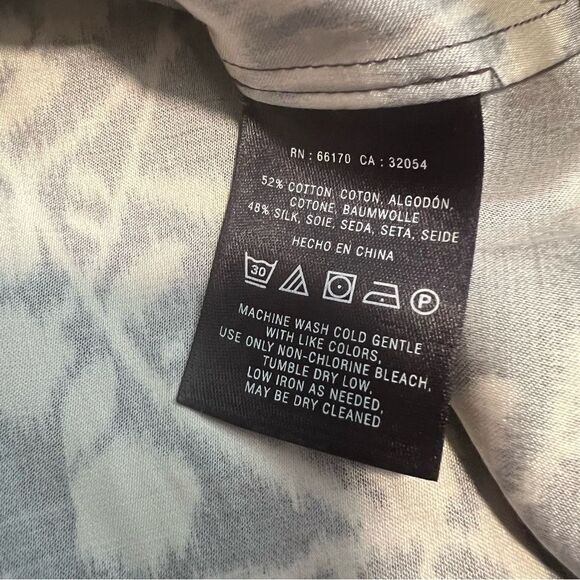 RN : 66170 CA : 32054
52% COTTON, COTON, ALGODÓN,
COTONE, BAUMWOLLE
48% SILK, SOIE, SEDA, SETA, SEIDE
HECHO EN CHINA
30 P
MACHINE WASH COLD GENTLE
WITH LIKE COLORS,
USE ONLY NON-CHLORINE BLEACH,
TUMBLE DRY LOW,
LOW IRON AS NEEDED,
MAY BE DRY CLEANED